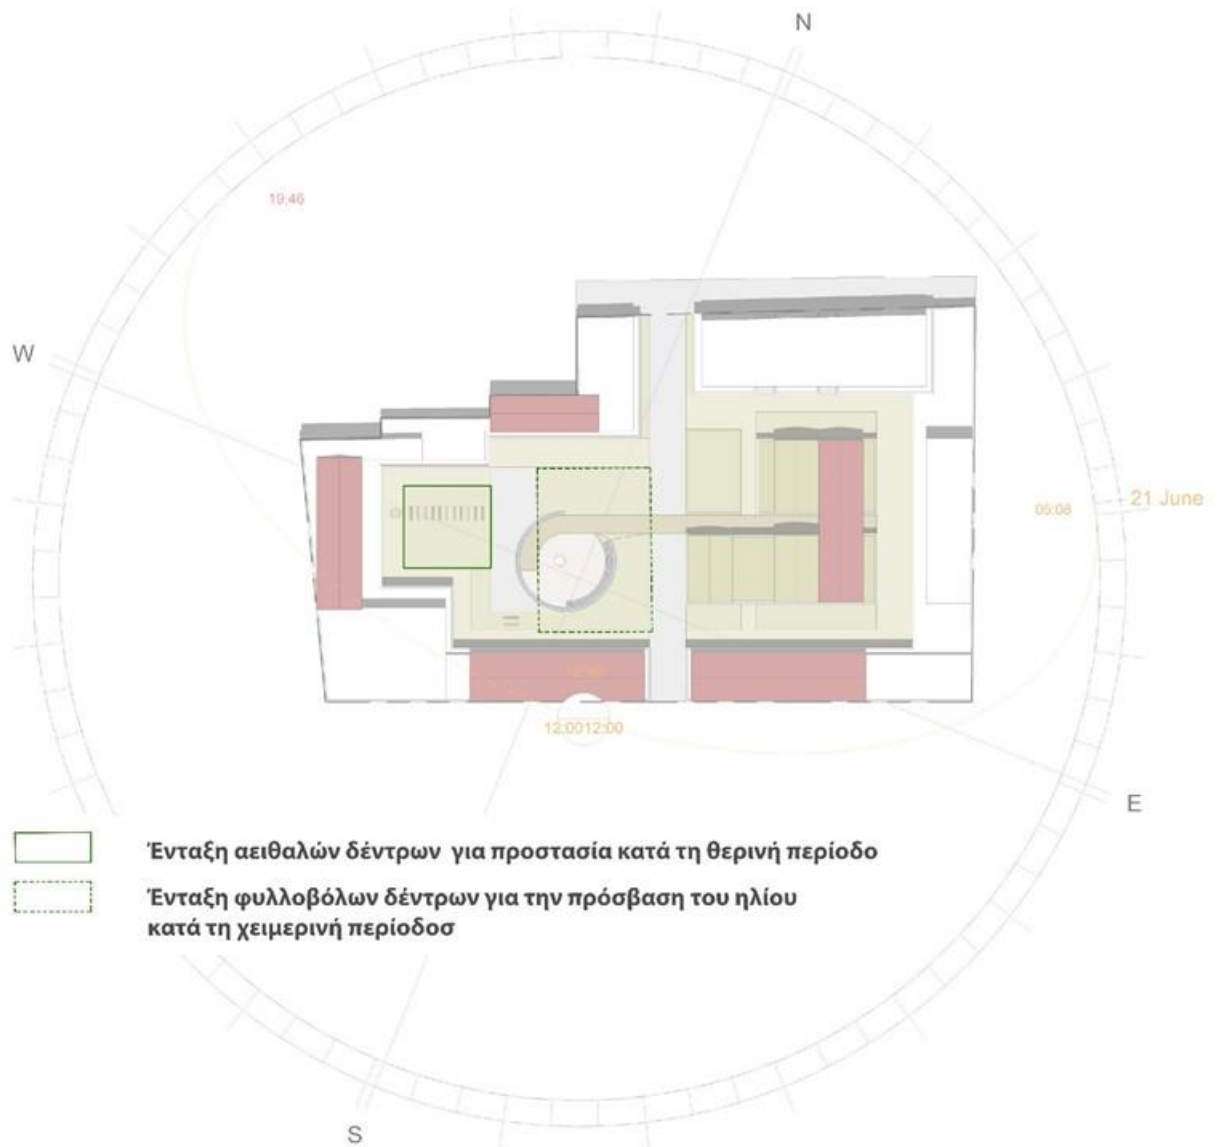 N
19:46
W
21 June
05:08
12:0012:00
E
Ένταξη αειθαλών δέντρων για προστασία κατά τη θερινή περίοδο
Ένταξη φυλλοβόλων δέντρων για την πρόσβαση του ηλίου
κατά τη χειμερινή περίοδοσ
S